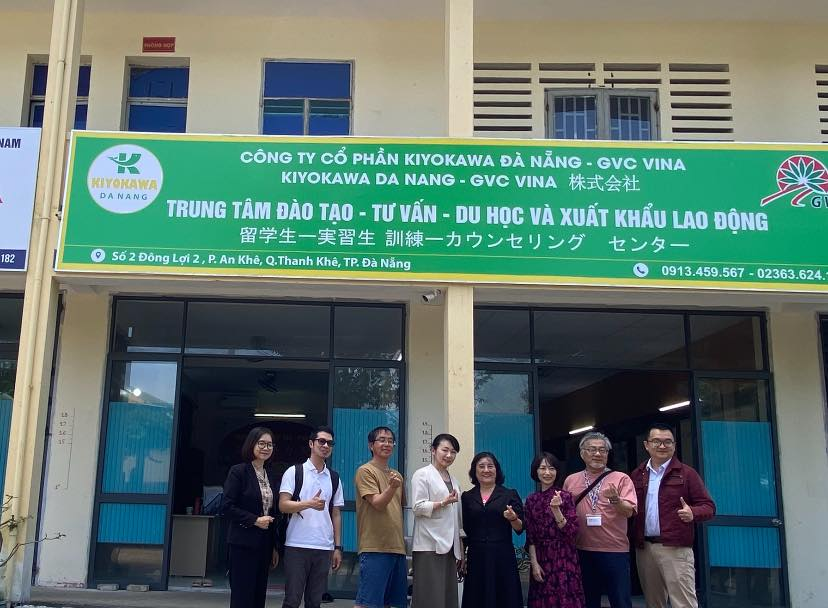 PHÒNG HỌP
NAM
182
KIYOKAWA
DA NANG
CÔNG TY CỔ PHẦN KIYOKAWA ĐÀ NẴNG - GVC VINA
KIYOKAWA DA NANG - GVC VINA 株式会社
TRUNG TÂM ĐÀO TẠO - TƯ VẤN - DU HỌC VÀ XUẤT KHẨU LAO ĐỘNG
留学生ー実習生 訓練ーカウンセリング センター
Số 2 Đông Lợi 2 , P. An Khê, Q.Thanh Khê, TP. Đà Nẵng
0913.459.567 - 02363.624.